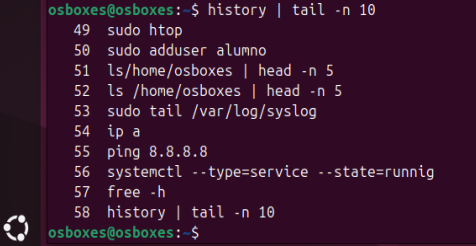 osboxes@osboxes:~$ history | tail -n 10
49 sudo htop
50 sudo adduser alumno
51 ls/home/osboxes | head -n 5
52 ls /home/osboxes | head -n 5
53 sudo tail /var/log/syslog
54 ip a
55 ping 8.8.8.8
56 systemctl --type=service --state=runnig
57 free -h
58 history | tail -n 10
osboxes@osboxes:~$